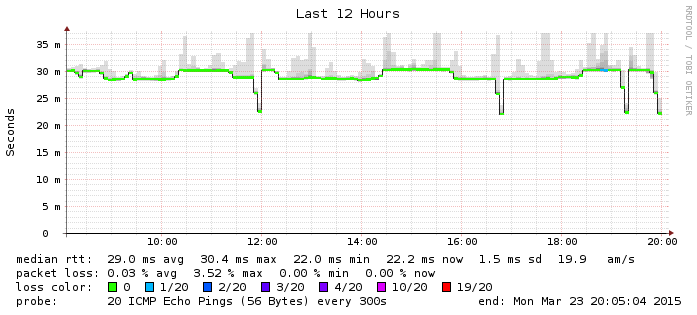 Last 12 Hours
RRDTOOL / TOBI OETIKER
Seconds
35 m
30 m
25 m
20 m
15 m
10 m
5 m
0
10:00 12:00 14:00 16:00 18:00 20:00
median rtt: 29.0 ms avg 30.4 ms max 22.0 ms min 22.2 ms now 1.5 ms sd 19.9 am/s
packet loss: 0.03 % avg 3.52 % max 0.00 % min 0.00 % now
loss color: 0 1/20 2/20 3/20 4/20 10/20 19/20
probe: 20 ICMP Echo Pings (56 Bytes) every 300s end: Mon Mar 23 20:05:04 2015